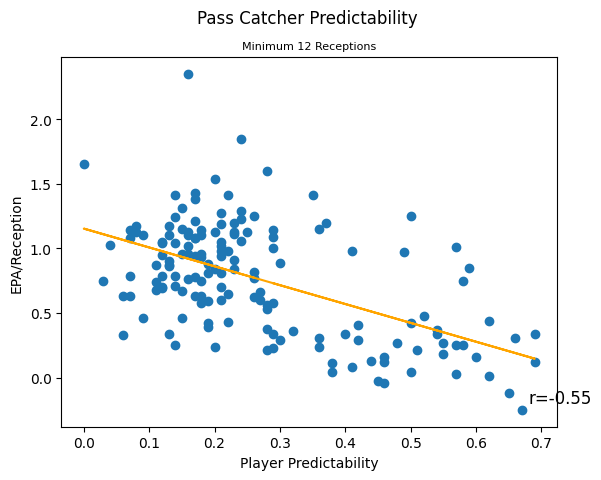 Pass Catcher Predictability
Minimum 12 Receptions
EPA/Reception
2.0
1.5
1.0
0.5
0.0
r=-0.55
0.0 0.1 0.2 0.3 0.4 0.5 0.6 0.7
Player Predictability